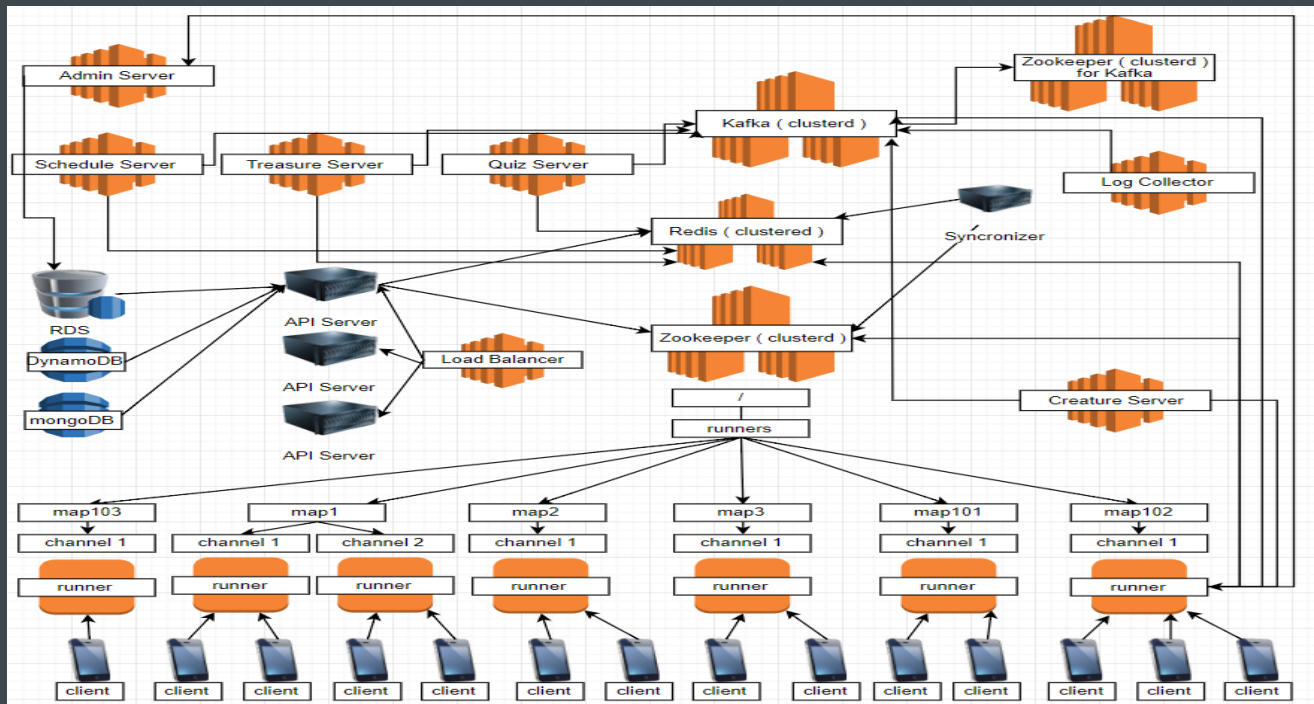 Zookeeper ( clusterd )
for Kafka
Admin Server
Kafka ( clusterd )
Schedule Server
Treasure Server
Quiz Server
Log Collector
Redis ( clustered )
Syncronizer
RDS
API Server
Zookeeper ( clusterd )
DynamoDB
Load Balancer
API Server
/
Creature Server
mongoDB
runners
API Server
map103
map1
map2
map3
map101
map102
channel 1
channel 1
channel 2
channel 1
channel 1
channel 1
channel 1
runner
runner
runner
runner
runner
runner
runner
client
client
client
client
client
client
client
client
client
client
client
client
client
client